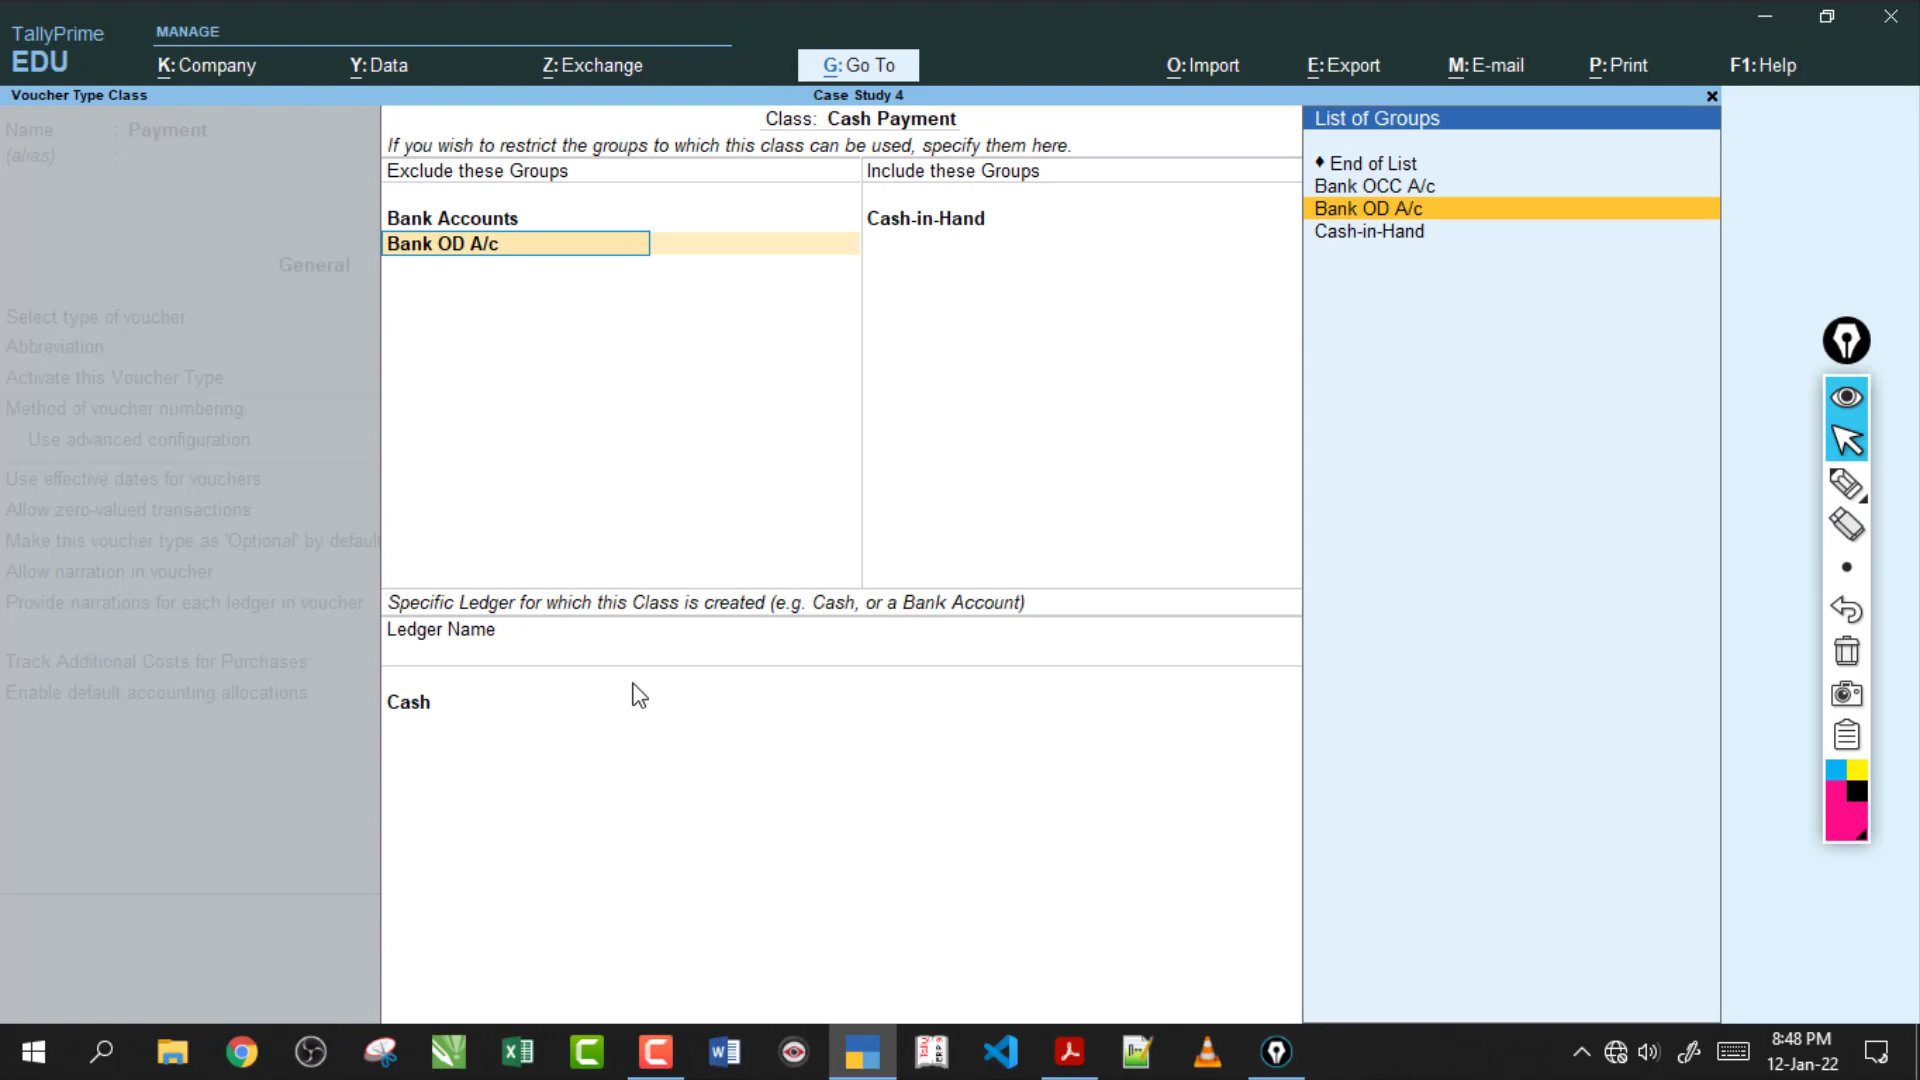 TallyPrime
EDU
MANAGE
K: Company
Y: Data
Z: Exchange
G: Go To
O: Import
E: Export
M: E-mail
P: Print
F1: Help
Voucher Type Class
Case Study 4
Name : Payment
(alias) :
General
Select type of voucher
Abbreviation
Activate this Voucher Type
Method of voucher numbering
Use advanced configuration
Use effective dates for vouchers
Allow zero-valued transactions
Make this voucher type as 'Optional' by defaul
Allow narration in voucher
Provide narrations for each ledger in voucher
Track Additional Costs for Purchases
Enable default accounting allocations
Class: Cash Payment
If you wish to restrict the groups to which this class can be used, specify them here.
Exclude these Groups
Include these Groups
Bank Accounts
Cash-in-Hand
Bank OD A/c
Specific Ledger for which this Class is created (e.g. Cash, or a Bank Account)
Ledger Name
Cash
List of Groups
♦ End of List
Bank OCC A/c
Bank OD A/c
Cash-in-Hand
8:48 PM
12-Jan-22